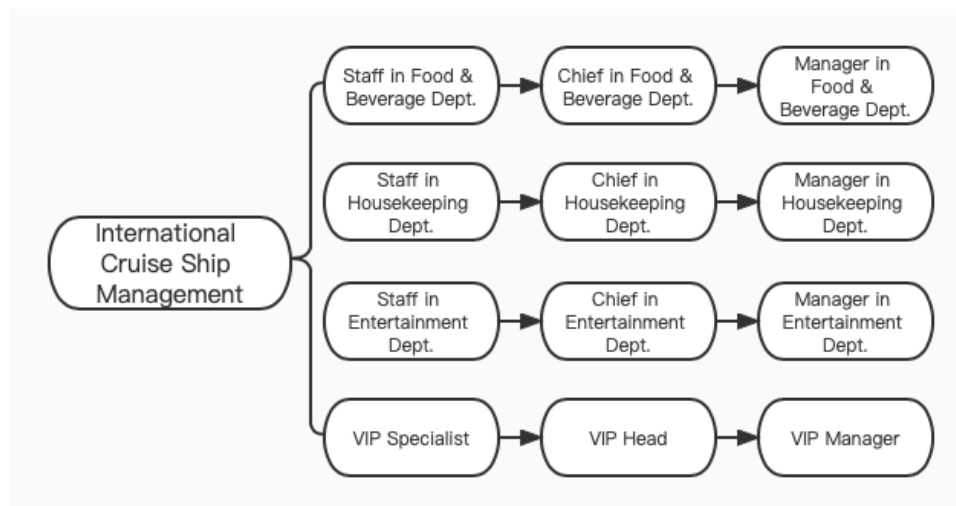 International
Cruise Ship
Management
Staff in Food &
Beverage Dept.
Chief in Food &
Beverage Dept.
Manager in
Food &
Beverage Dept.
Staff in
Housekeeping
Dept.
Chief in
Housekeeping
Dept.
Manager in
Housekeeping
Dept.
Staff in
Entertainment
Dept.
Chief in
Entertainment
Dept.
Manager in
Entertainment
Dept.
VIP Specialist
VIP Head
VIP Manager